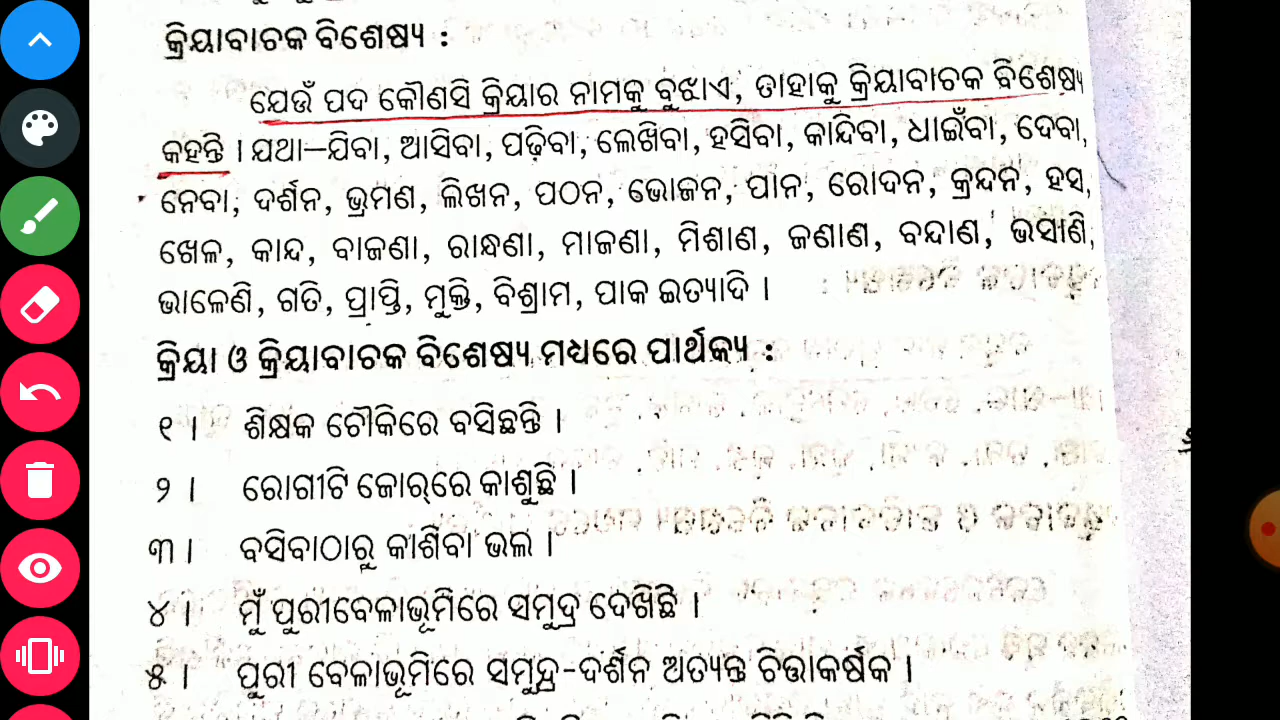 କ୍ରିୟାବାଚକ ବିଶେଷ୍ୟ :
ଯେଉଁ ପଦ କୌଣସି କ୍ରିୟାର ନାମକୁ ବୁଝାଏ, ତାହାକୁ କ୍ରିୟାବାଚକ ବିଶେଷ୍ୟ
କହନ୍ତି । ଯଥା—ଯିବା, ଆସିବା, ପଢ଼ିବା, ଲେଖିବା, ହସିବା, କାନ୍ଦିବା, ଧାଇଁବା, ଦେବା,
ନେବା, ଦର୍ଶନ, ଭ୍ରମଣ, ଲିଖନ, ପଠନ, ଭୋଜନ, ପାନ, ରୋଦନ, କ୍ରନ୍ଦନ, ହସ,
ଖେଳ, କାନ୍ଦ, ବାଜଣା, ରାନ୍ଧଣା, ମାଜଣା, ମିଶାଣ, ଜଣାଣ, ବନ୍ଦାଣ, ଭସାଣି,
ଭାଳେଣି, ଗତି, ପ୍ରାପ୍ତି, ମୁକ୍ତି, ବିଶ୍ରାମ, ପାକ ଇତ୍ୟାଦି ।
କ୍ରିୟା ଓ କ୍ରିୟାବାଚକ ବିଶେଷ୍ୟ ମଧ୍ୟରେ ପାର୍ଥକ୍ୟ :
୧ । ଶିକ୍ଷକ ଚୌକିରେ ବସିଛନ୍ତି ।
୨ । ରୋଗୀଟି ଜୋର୍‌ରେ କାଶୁଛି ।
୩ । ବସିବାଠାରୁ କାଶିବା ଭଲ ।
୪ । ମୁଁ ପୁରୀବେଳାଭୂମିରେ ସମୁଦ୍ର ଦେଖିଛି ।
୫ । ପୁରୀ ବେଳାଭୂମିରେ ସମୁଦ୍ର-ଦର୍ଶନ ଅତ୍ୟନ୍ତ ଚିତ୍ତାକର୍ଷକ ।